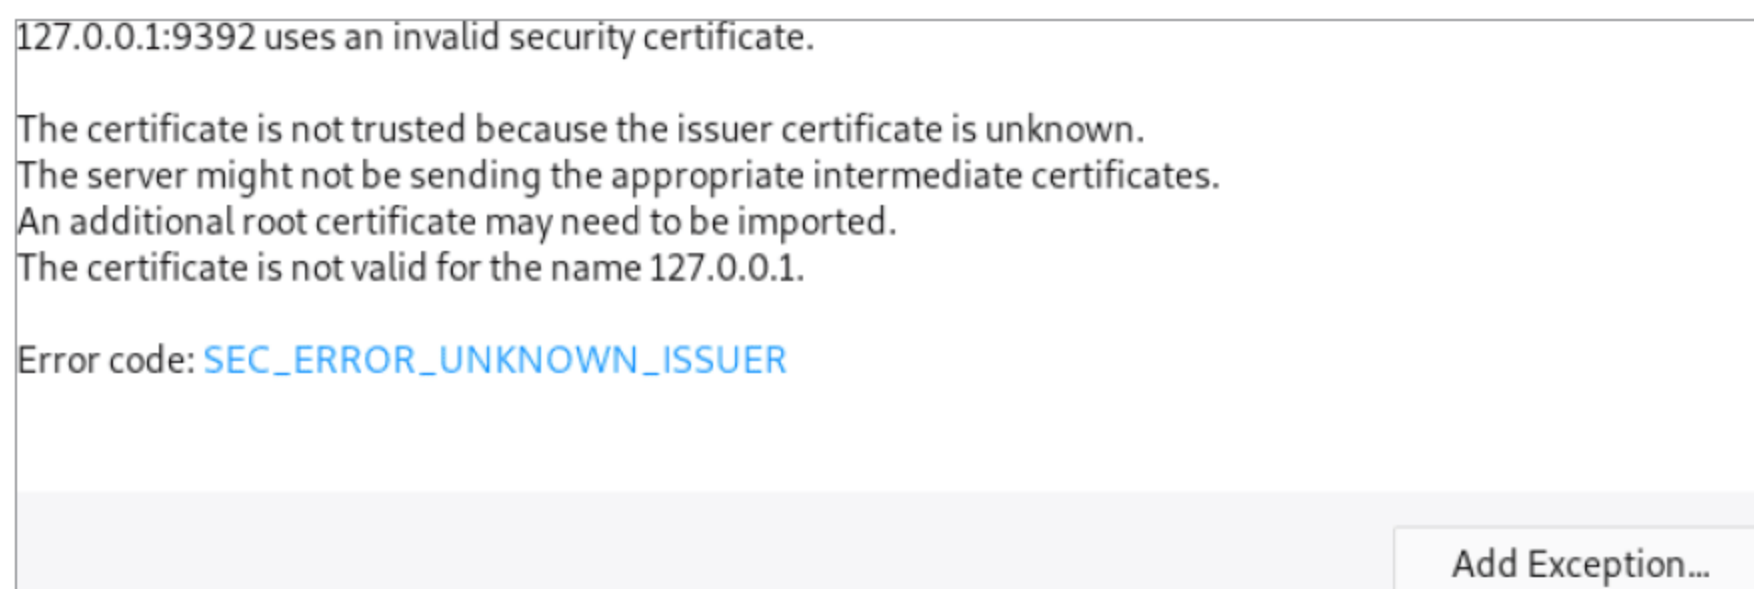 127.0.0.1:9392 uses an invalid security certificate.
The certificate is not trusted because the issuer certificate is unknown.
The server might not be sending the appropriate intermediate certificates.
An additional root certificate may need to be imported.
The certificate is not valid for the name 127.0.0.1.
Error code: SEC_ERROR_UNKNOWN_ISSUER
Add Exception...